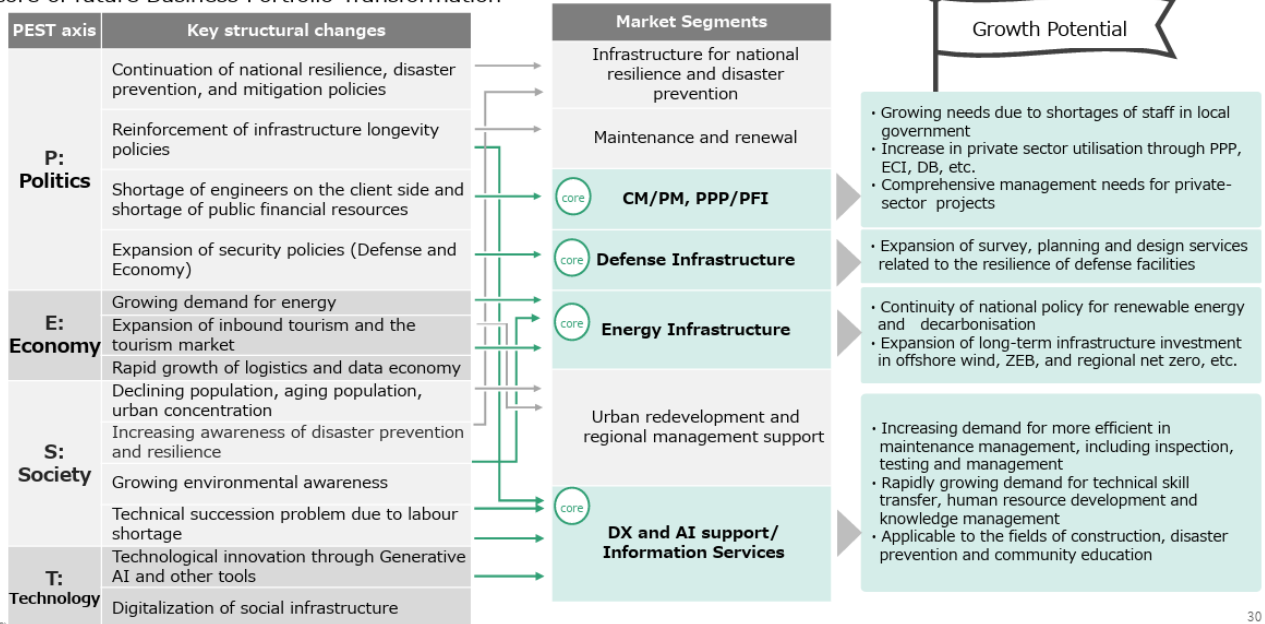 core of future Business Portfolio Transformation
PEST axis
Key structural changes
P:
Politics
Continuation of national resilience, disaster
prevention, and mitigation policies
Reinforcement of infrastructure longevity
policies
Shortage of engineers on the client side and
shortage of public financial resources
Expansion of security policies (Defense and
Economy)
E:
Economy
Growing demand for energy
Expansion of inbound tourism and the
tourism market
Rapid growth of logistics and data economy
S:
Society
Declining population, aging population,
urban concentration
Increasing awareness of disaster prevention
and resilience
Growing environmental awareness
Technical succession problem due to labour
shortage
T:
Technology
Technological innovation through Generative
AI and other tools
Digitalization of social infrastructure
Market Segments
Infrastructure for national
resilience and disaster
prevention
Maintenance and renewal
core
CM/PM, PPP/PFI
core
Defense Infrastructure
core
Energy Infrastructure
Urban redevelopment and
regional management support
core
DX and AI support/
Information Services
Growth Potential
・Growing needs due to shortages of staff in local
government
・Increase in private sector utilisation through PPP,
ECI, DB, etc.
・Comprehensive management needs for private-
sector projects
・Expansion of survey, planning and design services
related to the resilience of defense facilities
・Continuity of national policy for renewable energy
and decarbonisation
・Expansion of long-term infrastructure investment
in offshore wind, ZEB, and regional net zero, etc.
・Increasing demand for more efficient in
maintenance management, including inspection,
testing and management
・Rapidly growing demand for technical skill
transfer, human resource development and
knowledge management
・Applicable to the fields of construction, disaster
prevention and community education
30